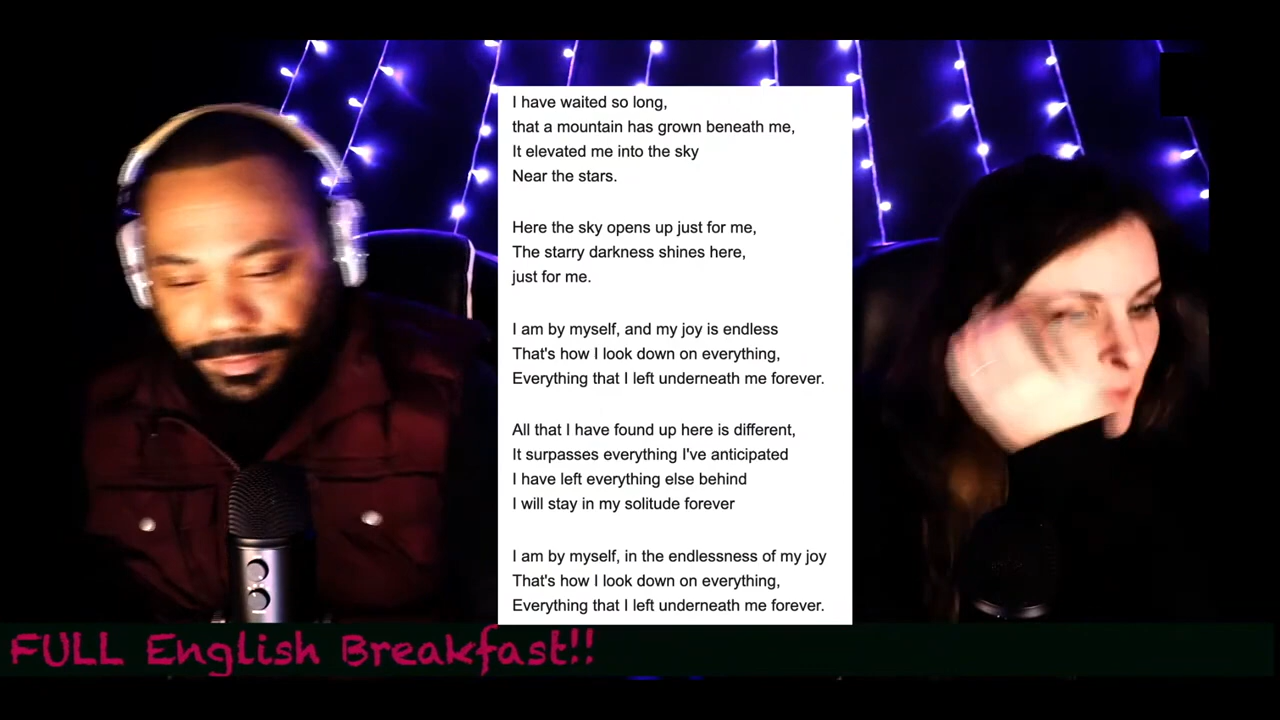 I have waited so long,
that a mountain has grown beneath me,
It elevated me into the sky
Near the stars.
Here the sky opens up just for me,
The starry darkness shines here,
just for me.
I am by myself, and my joy is endless
That's how I look down on everything,
Everything that I left underneath me forever.
All that I have found up here is different,
It surpasses everything I've anticipated
I have left everything else behind
I will stay in my solitude forever
I am by myself, in the endlessness of my joy
That's how I look down on everything,
Everything that I left underneath me forever.
FULL English Breakfast!!